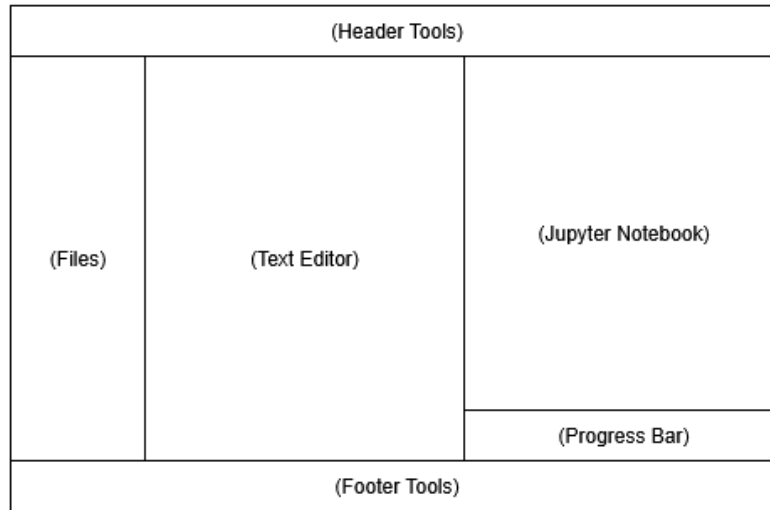 (Header Tools)
(Files)
(Text Editor)
(Jupyter Notebook)
(Progress Bar)
(Footer Tools)